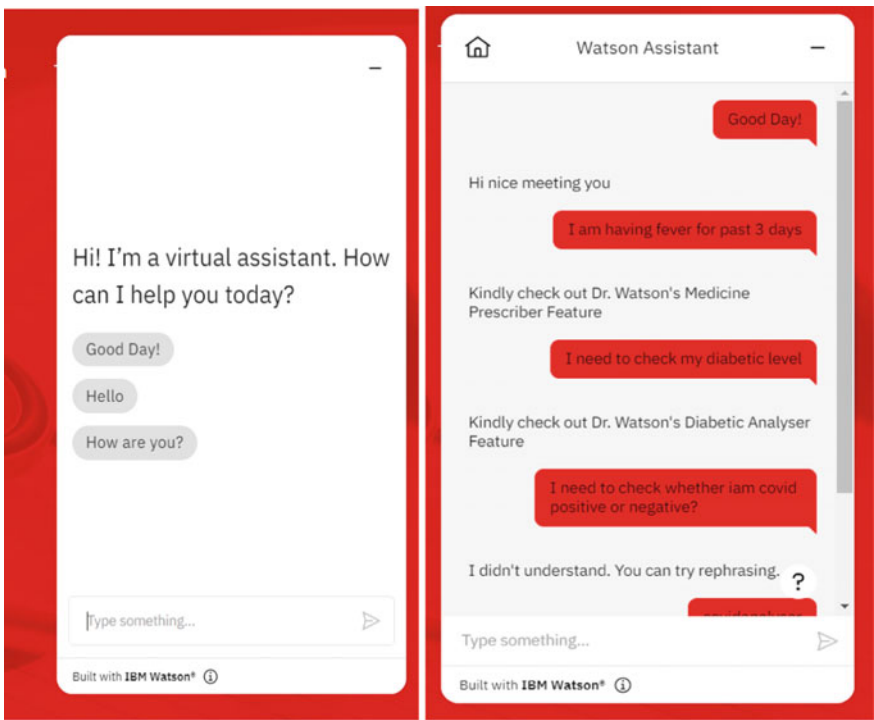 Hi! I'm a virtual assistant. How
can I help you today?
Good Day!
Hello
How are you?
Type something...
Built with IBM Watson®
Watson Assistant
Good Day!
Hi nice meeting you
I am having fever for past 3 days
Kindly check out Dr. Watson's Medicine
Prescriber Feature
I need to check my diabetic level
Kindly check out Dr. Watson's Diabetic Analyser
Feature
I need to check whether iam covid
positive or negative?
I didn't understand. You can try rephrasing.
?
Type something...
Built with IBM Watson®